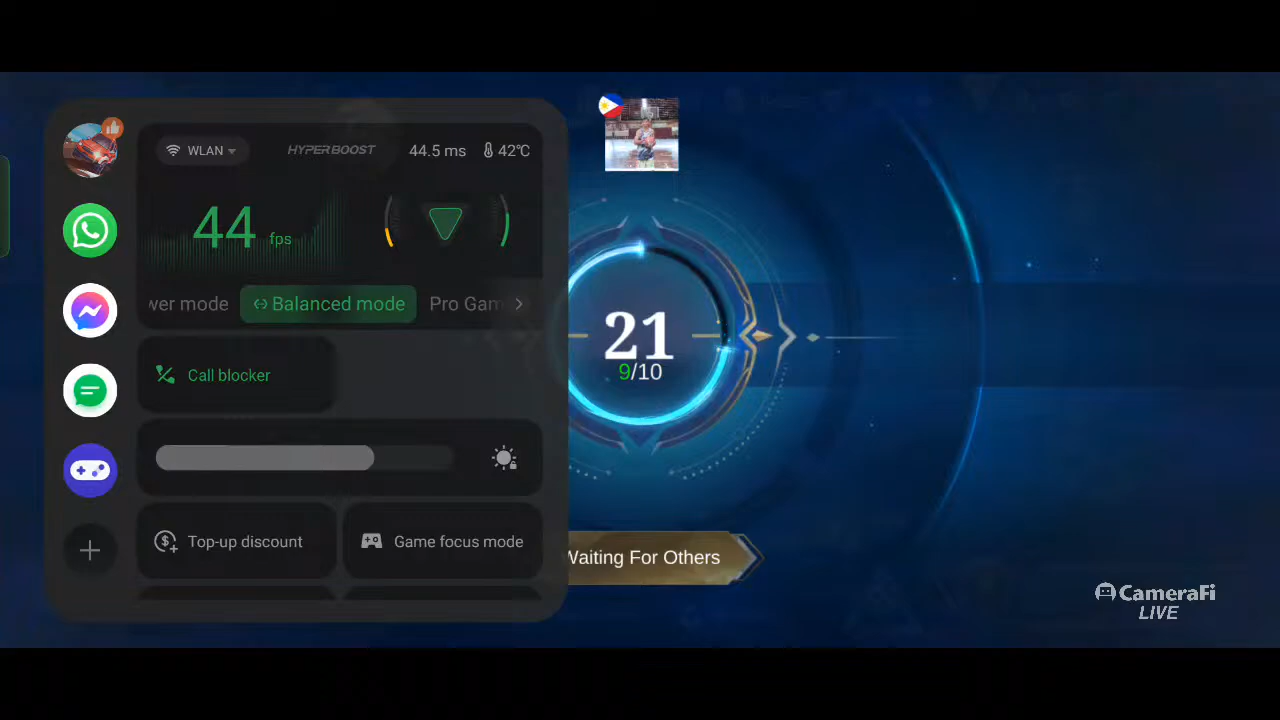 WLAN
HYPERBOOST
44.5 ms
42℃
44 fps
wer mode
Balanced mode
Pro Gam
Call blocker
Top-up discount
Game focus mode
21
9/10
Waiting For Others
CameraFi
LIVE